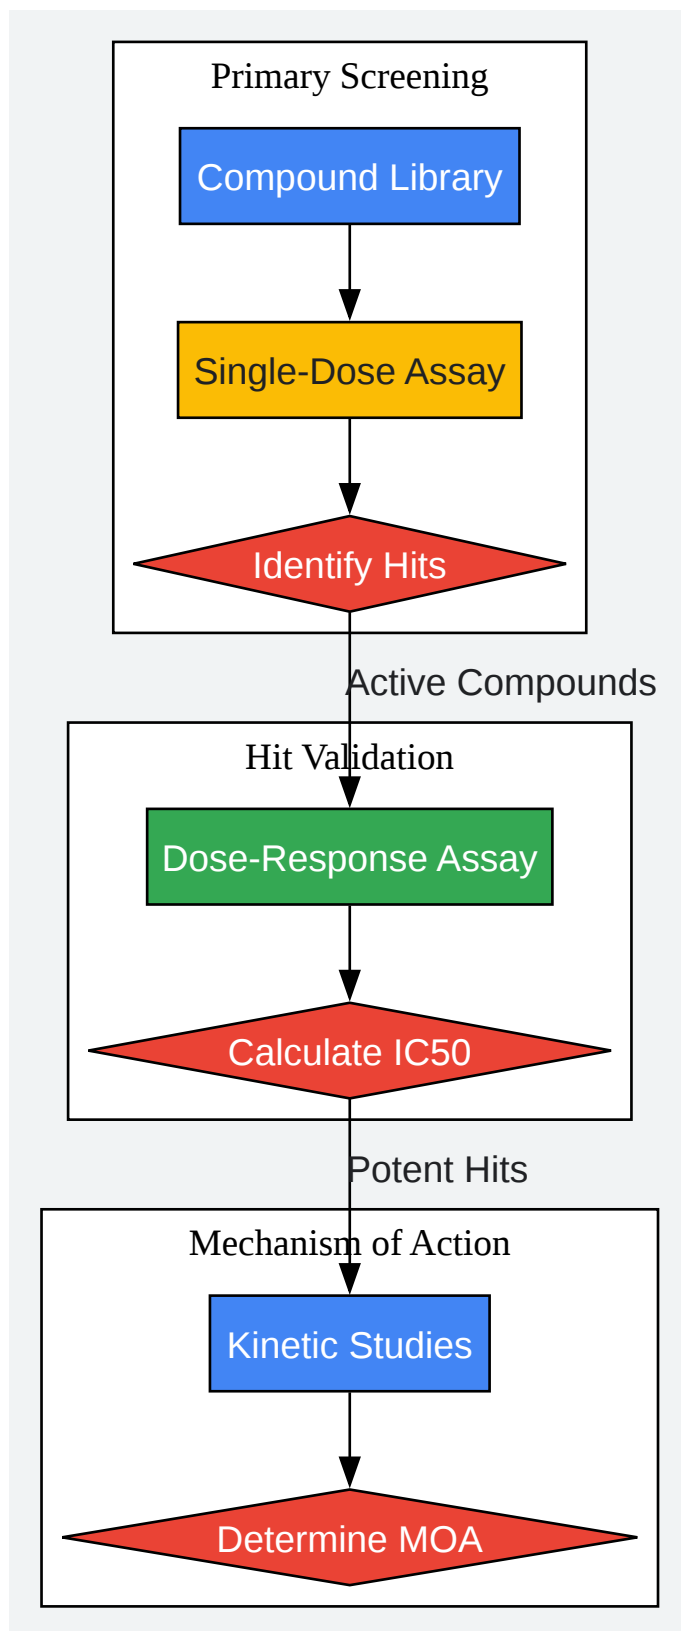 Primary Screening
Compound Library
Single-Dose Assay
Identify Hits
Active Compounds
Hit Validation
Dose-Response Assay
Calculate IC50
Potent Hits
Mechanism of Action
Kinetic Studies
Determine MOA